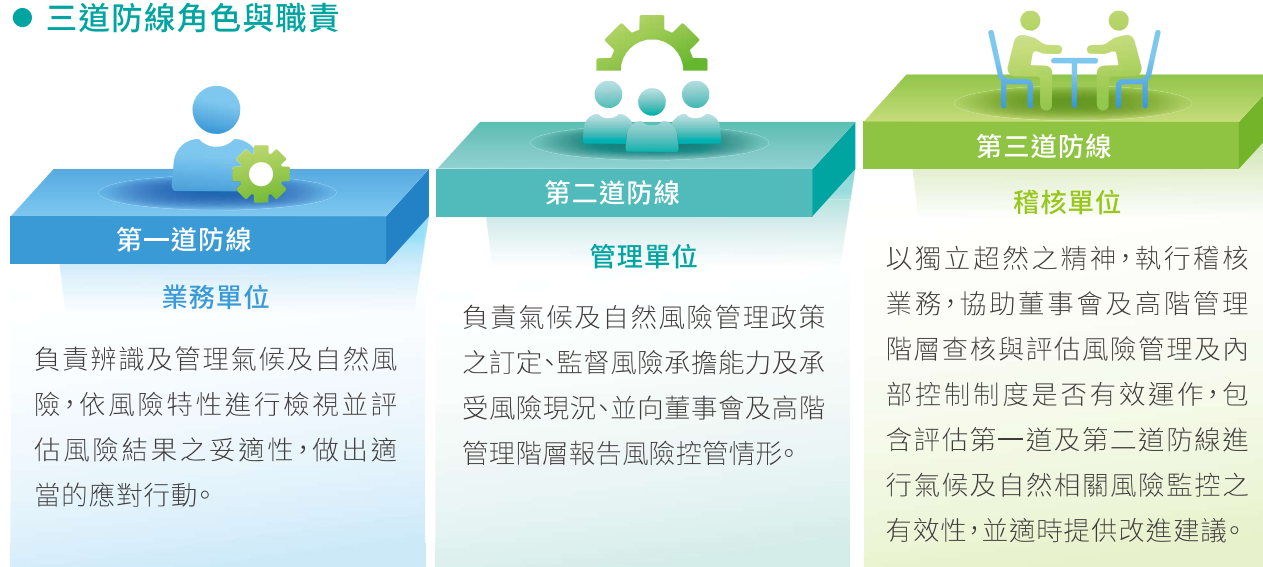 三道防線角色與職責
第一道防線
業務單位
負責辨識及管理氣候及自然風
險，依風險特性進行檢視並評
估風險結果之妥適性，做出適
當的應對行動。
第二道防線
管理單位
負責氣候及自然風險管理政策
之訂定、監督風險承擔能力及承
受風險現況、並向董事會及高階
管理階層報告風險控管情形。
第三道防線
稽核單位
以獨立超然之精神，執行稽核
業務，協助董事會及高階管理
階層查核與評估風險管理及內
部控制制度是否有效運作，包
含評估第一道及第二道防線進
行氣候及自然相關風險監控之
有效性，並適時提供改進建議。